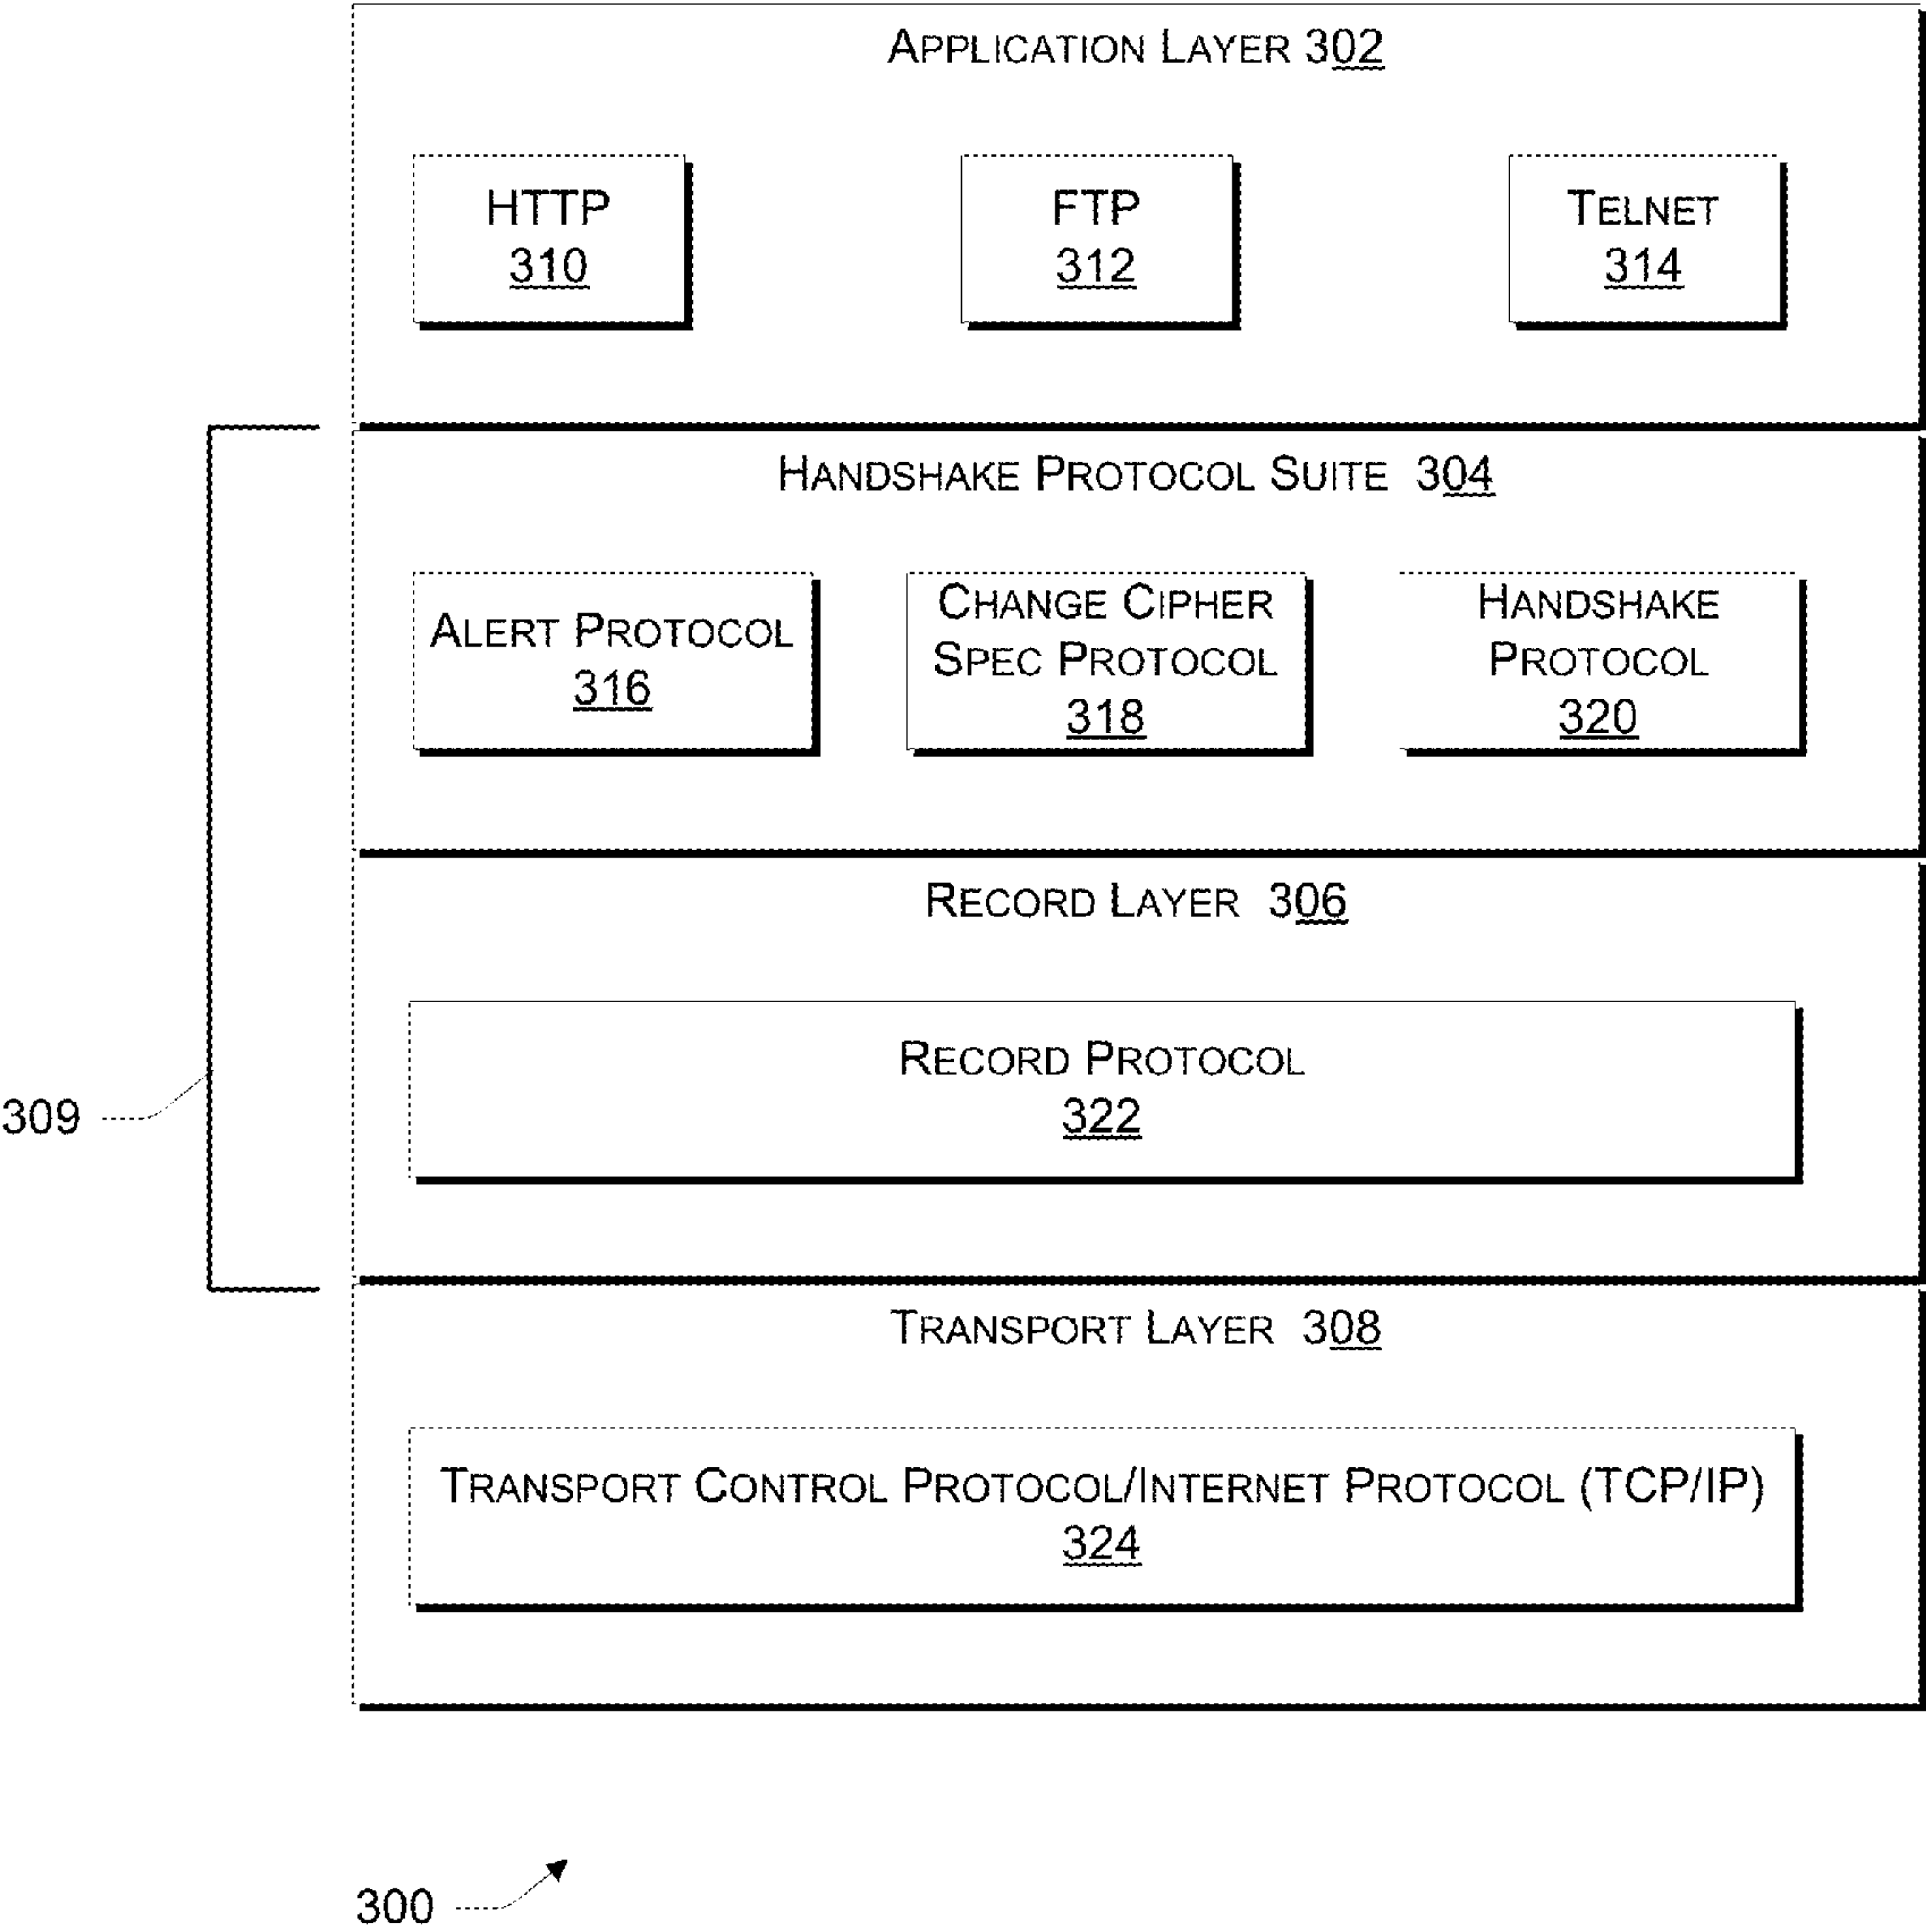 APPLICATION LAYER 302
HTTP
310
FTP
312
TELNET
314
HANDSHAKE PROTOCOL SUITE 304
ALERT PROTOCOL
316
CHANGE CIPHER
SPEC PROTOCOL
318
HANDSHAKE
PROTOCOL
320
RECORD LAYER 306
RECORD PROTOCOL
322
309
TRANSPORT LAYER 308
TRANSPORT CONTROL PROTOCOL/INTERNET PROTOCOL (TCP/IP)
324
300